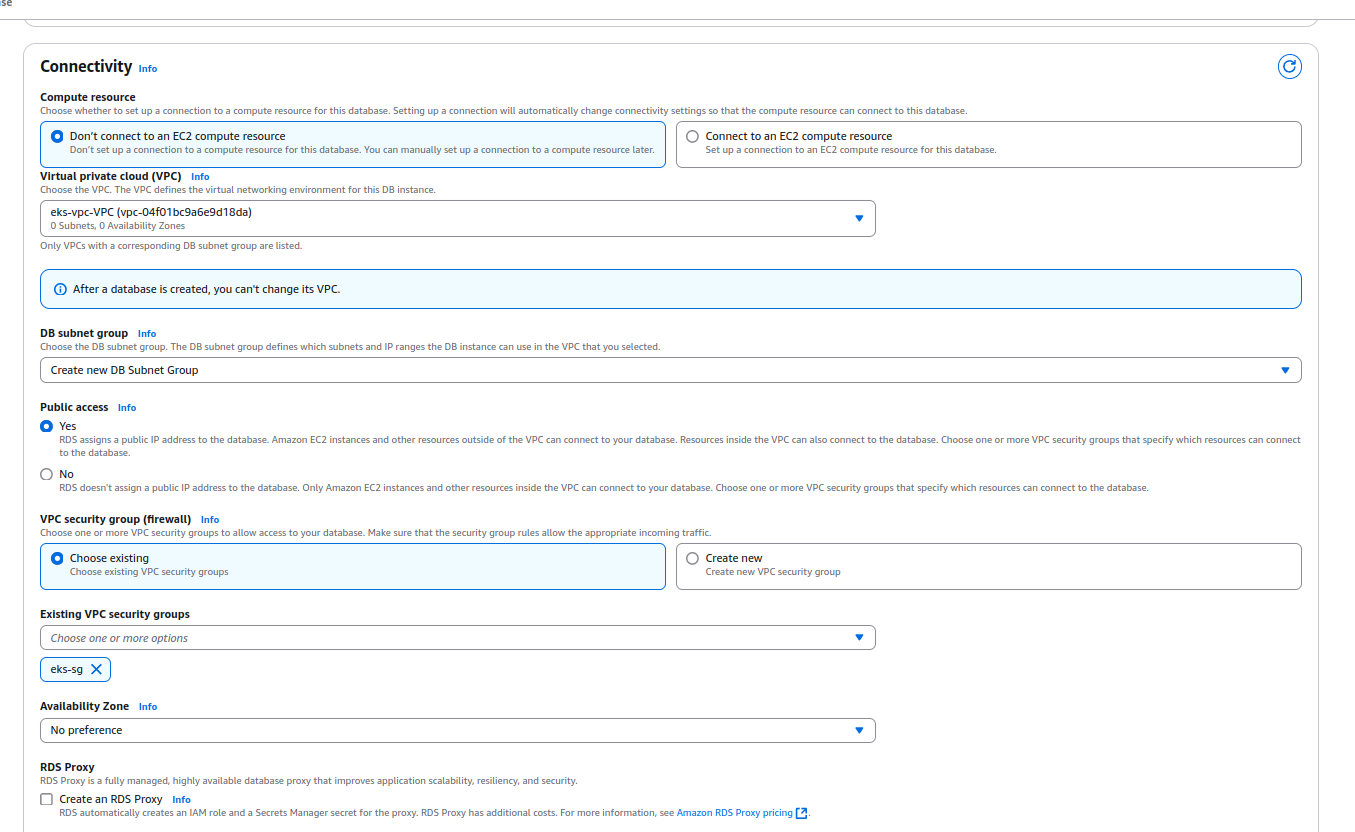 se
Connectivity Info
Compute resource
Choose whether to set up a connection to a compute resource for this database. Setting up a connection will automatically change connectivity settings so that the compute resource can connect to this database.
Don’t connect to an EC2 compute resource
Don’t set up a connection to a compute resource for this database. You can manually set up a connection to a compute resource later.
Connect to an EC2 compute resource
Set up a connection to an EC2 compute resource for this database.
Virtual private cloud (VPC) Info
Choose the VPC. The VPC defines the virtual networking environment for this DB instance.
eks-vpc-VPC (vpc-04f01bc9a6e9d18da)
0 Subnets, 0 Availability Zones
Only VPCs with a corresponding DB subnet group are listed.
After a database is created, you can't change its VPC.
DB subnet group Info
Choose the DB subnet group. The DB subnet group defines which subnets and IP ranges the DB instance can use in the VPC that you selected.
Create new DB Subnet Group
Public access Info
Yes
RDS assigns a public IP address to the database. Amazon EC2 instances and other resources outside of the VPC can connect to your database. Resources inside the VPC can also connect to the database. Choose one or more VPC security groups that specify which resources can connect
to the database.
No
RDS doesn't assign a public IP address to the database. Only Amazon EC2 instances and other resources inside the VPC can connect to your database. Choose one or more VPC security groups that specify which resources can connect to the database.
VPC security group (firewall) Info
Choose one or more VPC security groups to allow access to your database. Make sure that the security group rules allow the appropriate incoming traffic.
Choose existing
Choose existing VPC security groups
Create new
Create new VPC security group
Existing VPC security groups
Choose one or more options
eks-sg
Availability Zone Info
No preference
RDS Proxy
RDS Proxy is a fully managed, highly available database proxy that improves application scalability, resiliency, and security.
Create an RDS Proxy Info
RDS automatically creates an IAM role and a Secrets Manager secret for the proxy. RDS Proxy has additional costs. For more information, see Amazon RDS Proxy pricing.